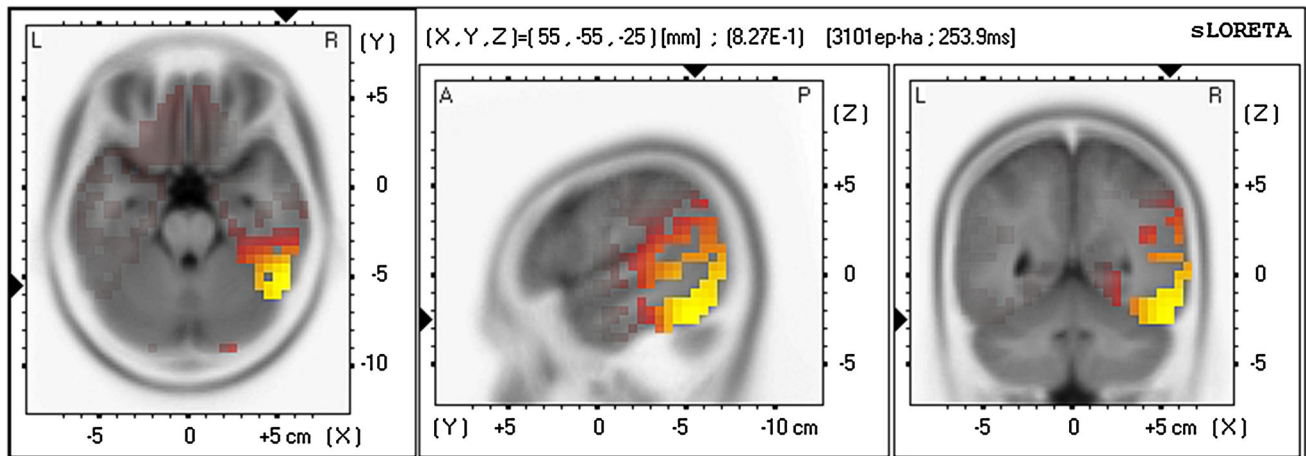 (X, Y, Z)=( 55 , -55 , -25 ) [mm] ; (8.27E-1) [3101ep-ha ; 253.9ms]
sLORETA
L R (Y)
+5
0
-5
-10
-5 0 +5 cm (X)
A P (Z)
+5
0
-5
(Y) +5 0 -5 -10 cm
L R (Z)
+5
0
-5
-5 0 +5 cm (X)